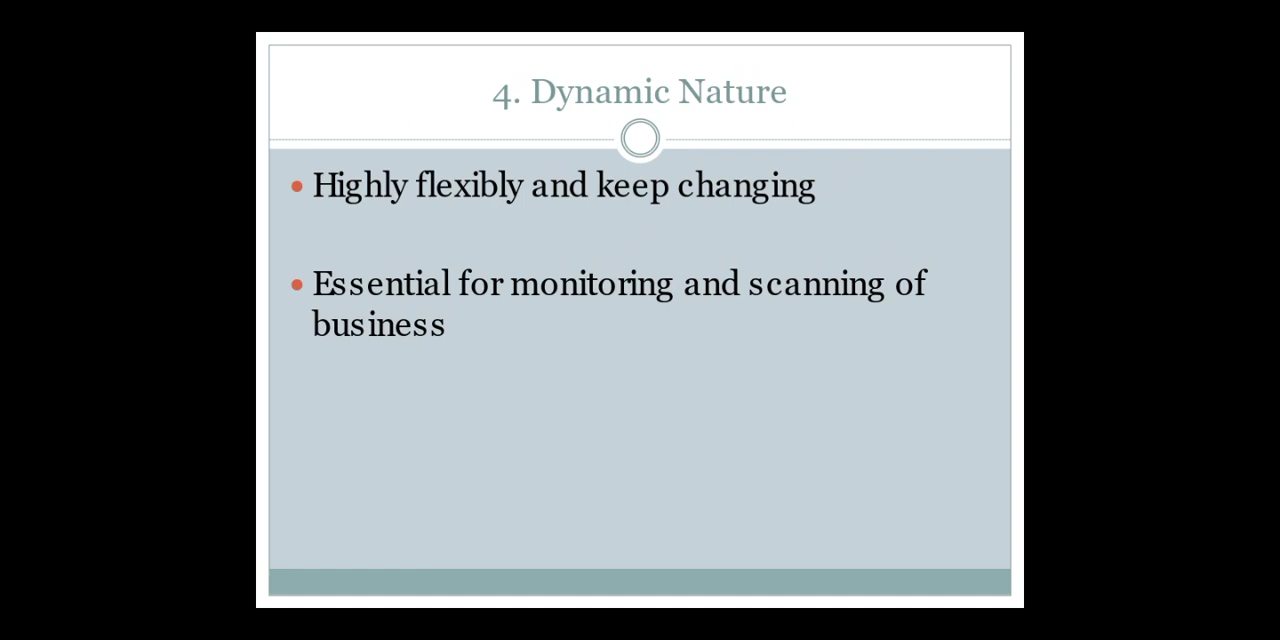 4. Dynamic Nature
• Highly flexibly and keep changing
• Essential for monitoring and scanning of
business